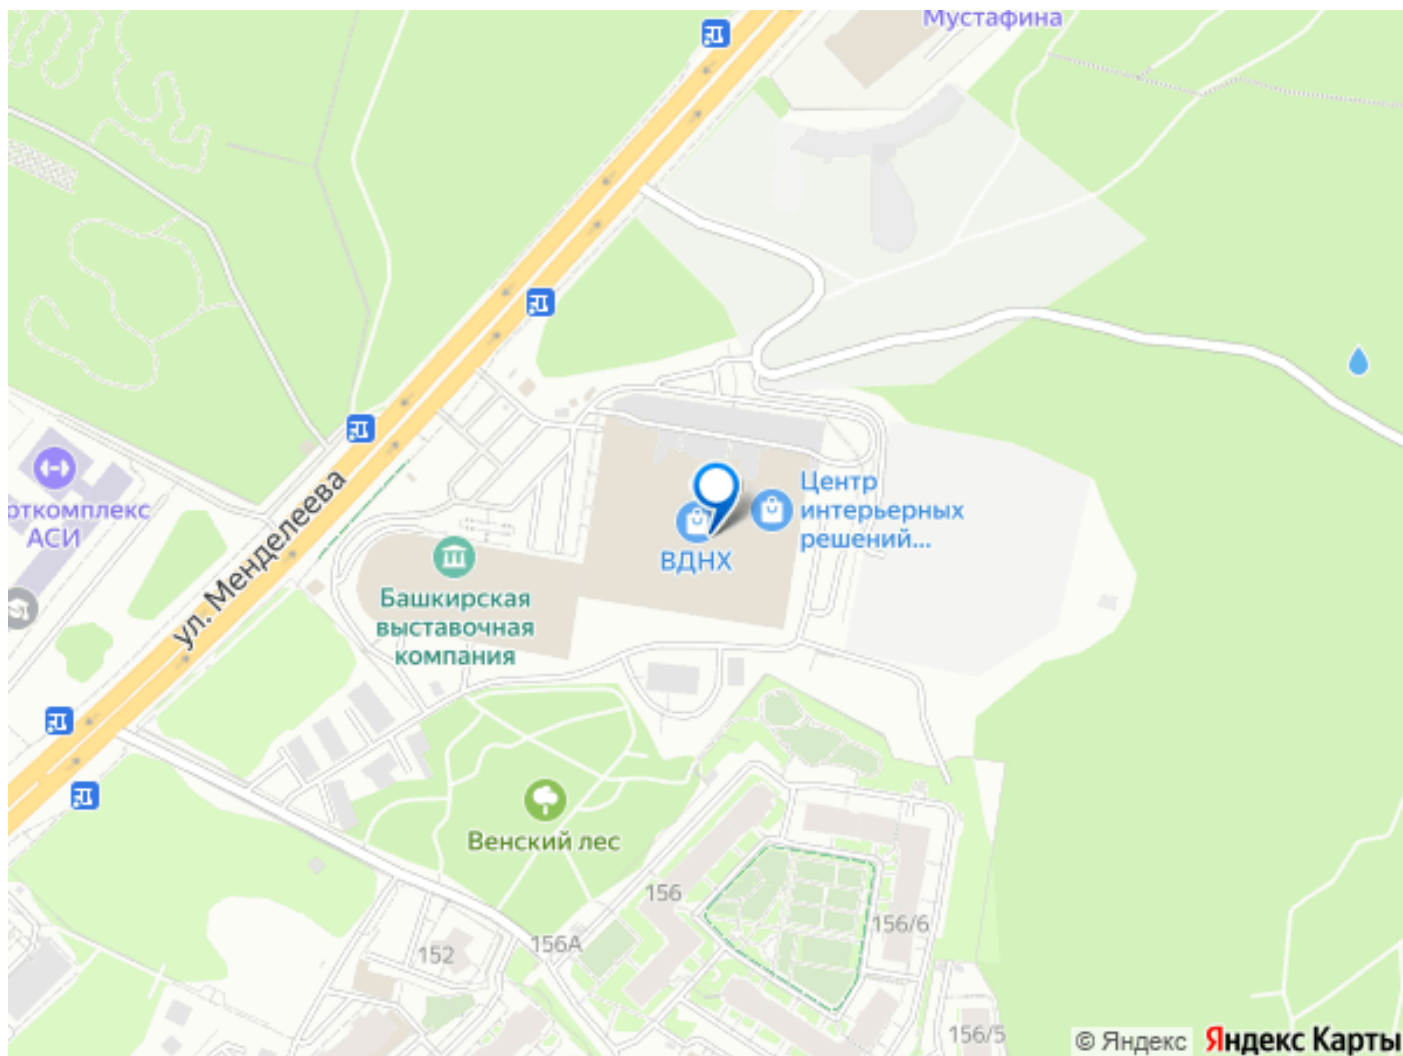 Мустафина
ул. Менделеева
орткомплекс
АСИ
Центр
интерьерных
решений...
ВДНХ
Башкирская
выставочная
компания
Венский лес
156
156/6
156А
152
156/5
© Яндекс Яндекс Карты